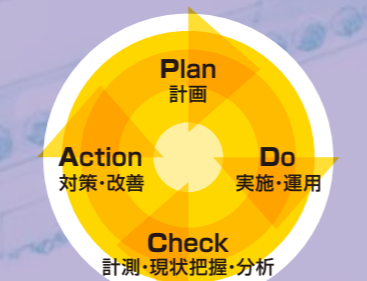 Plan
計画
Do
実施・運用
Check
計測・現状把握・分析
Action
対策・改善